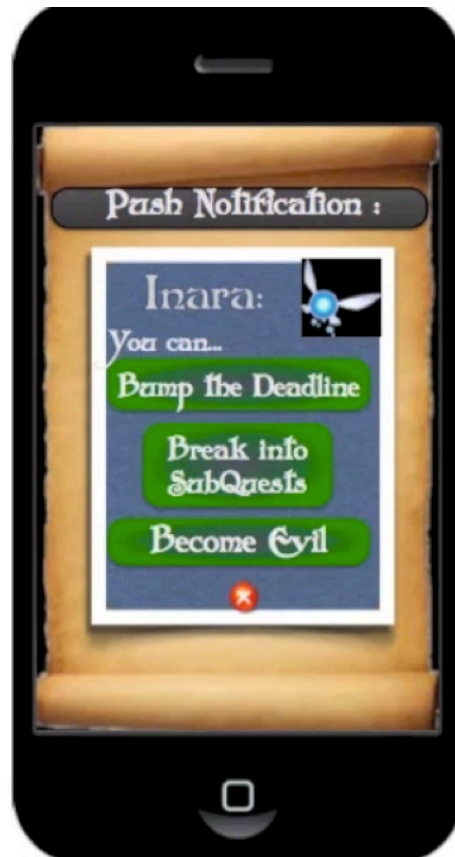 Push Notification :
Inara:
You can...
Bump the Deadline
Break into
SubQuests
Become Evil